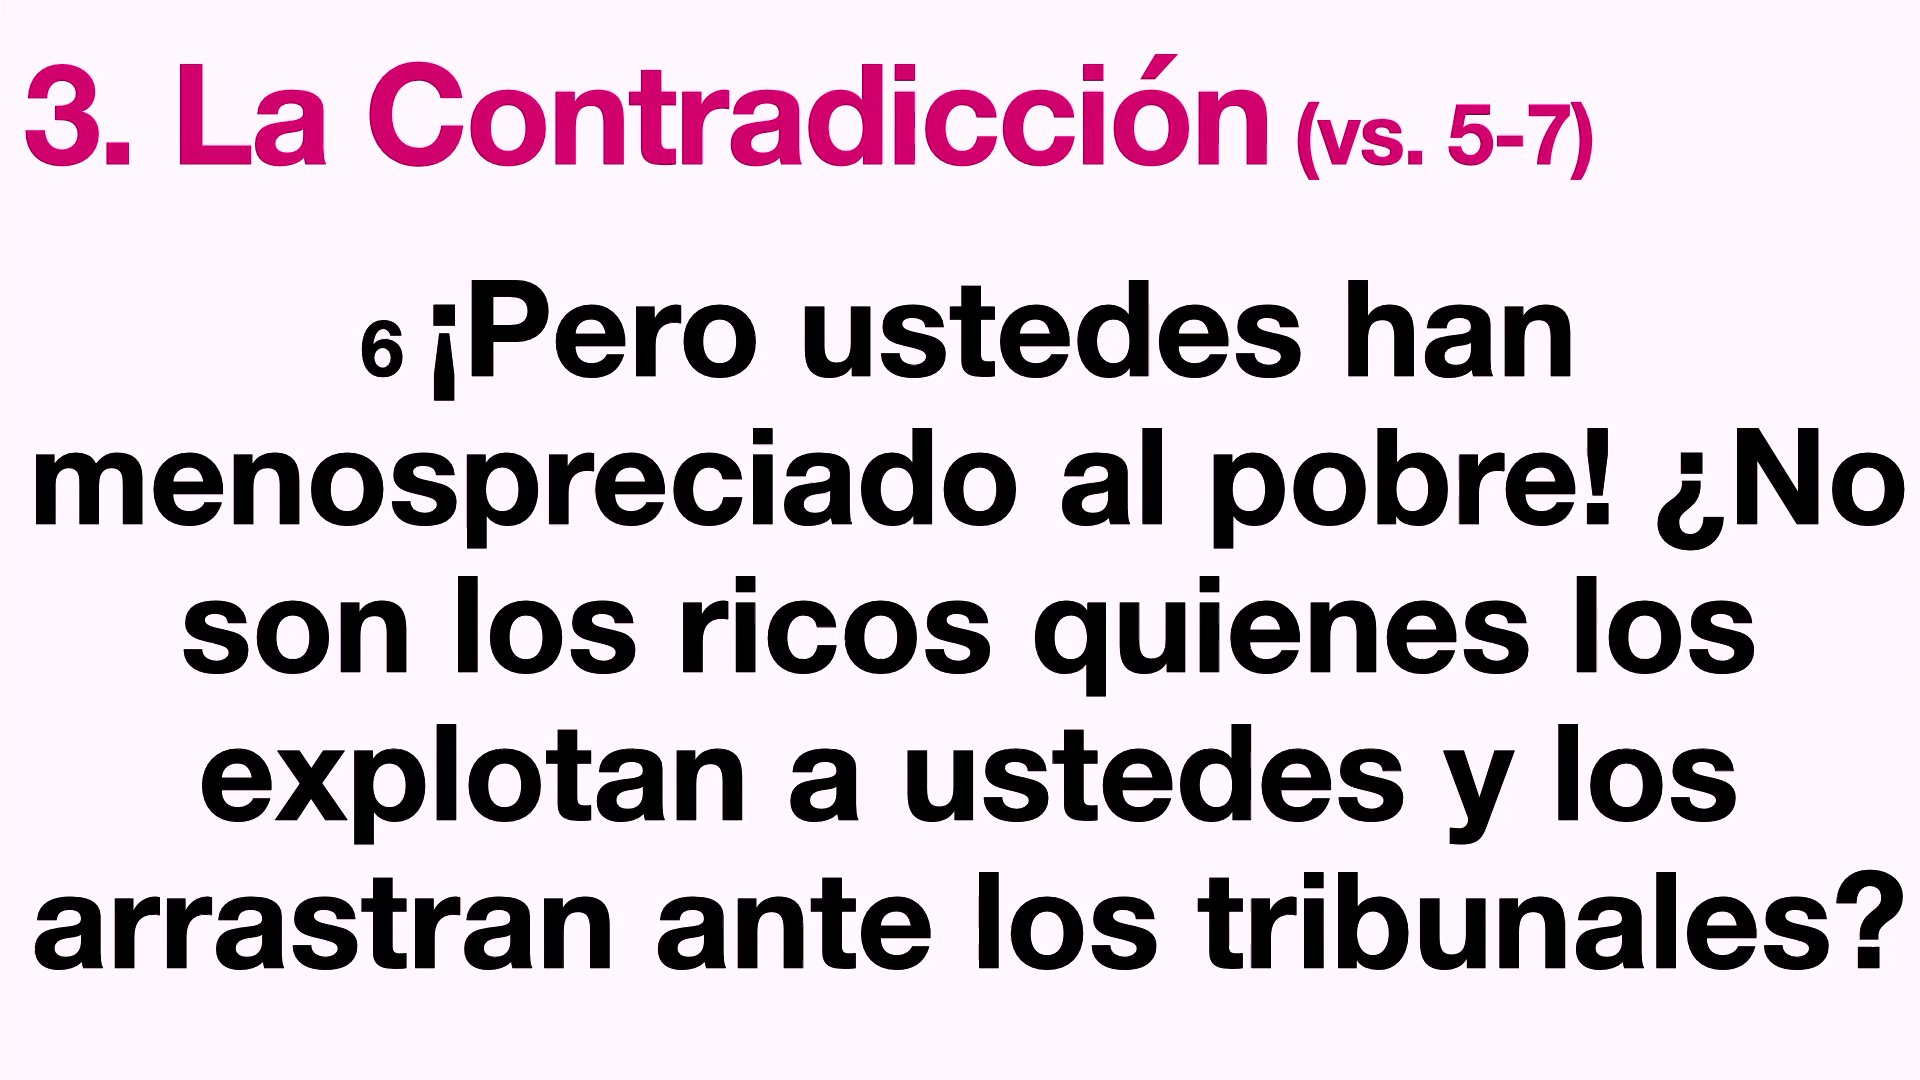 3. La Contradicción (vs. 5-7)
6 ¡Pero ustedes han
menospreciado al pobre! ¿No
son los ricos quienes los
explotan a ustedes y los
arrastran ante los tribunales?